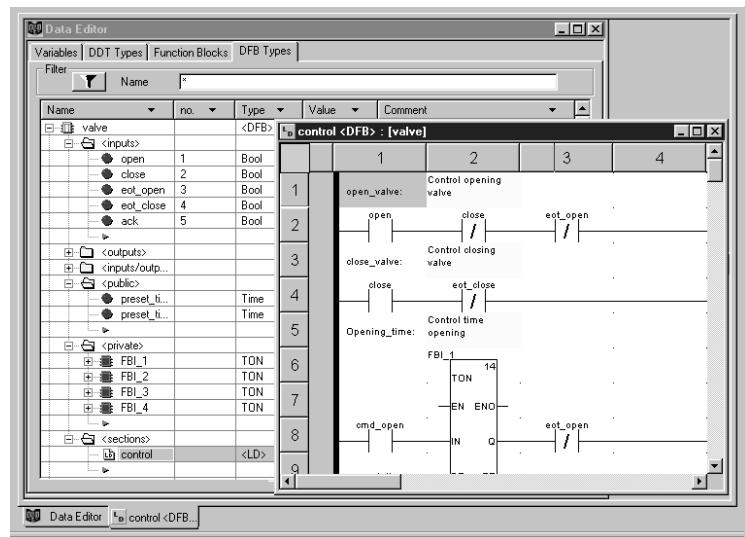 Data Editor
Variables DDT Types Function Blocks DFB Types
Filter
Name *
Name no. Type Value Comment
valve <DFB>
<inputs>
open 1 Bool
close 2 Bool
eot_open 3 Bool
eot_close 4 Bool
ack 5 Bool
<outputs>
<inputs/outp...
<public>
preset_ti... Time
preset_ti... Time
<private>
FBI_1 TON
FBI_2 TON
FBI_3 TON
FBI_4 TON
<sections>
control <LD>
control <DFB> : [valve]
1 2 3 4
1 open_valve: Control opening
valve
2 open close eot_open
3 close_valve: Control closing
valve
4 close eot_close
5 Opening_time: Control time
opening
6 FBI_1
14
TON
7 EN ENO
8 cmd_open IN Q eot_open
9
Data Editor control <DFB...